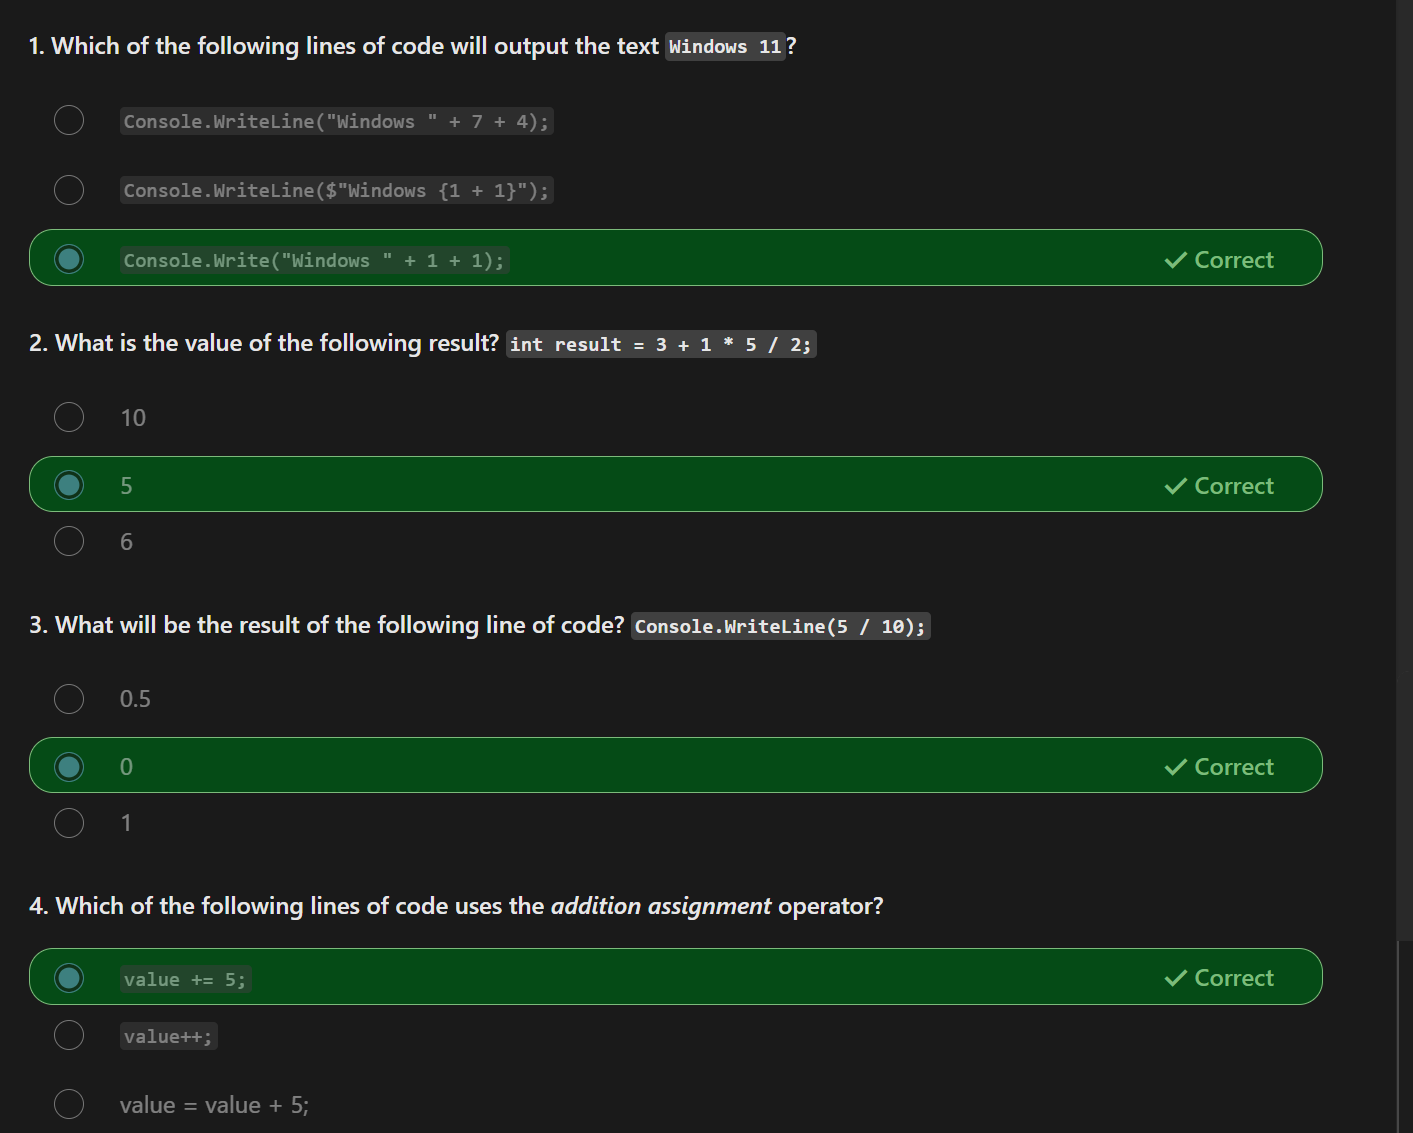 1. Which of the following lines of code will output the text Windows 11?
Console.WriteLine("Windows " + 7 + 4);
Console.WriteLine($"Windows {1 + 1}");
Console.Write("Windows " + 1 + 1);
Correct
2. What is the value of the following result? int result = 3 + 1 * 5 / 2;
10
5
Correct
6
3. What will be the result of the following line of code? Console.WriteLine(5 / 10);
0.5
0
Correct
1
4. Which of the following lines of code uses the addition assignment operator?
value += 5;
Correct
value++;
value = value + 5;